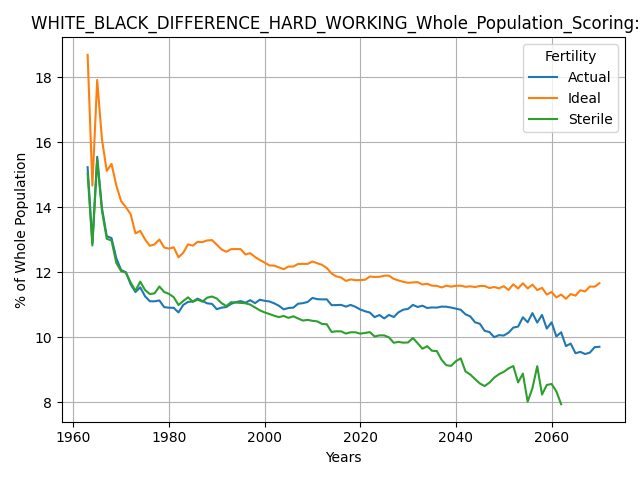 WHITE_BLACK_DIFFERENCE_HARD_WORKING_Whole_Population_Scoring:
Fertility
Actual
Ideal
Sterile
% of Whole Population
18
16
14
12
10
8
1960 1980 2000 2020 2040 2060
Years